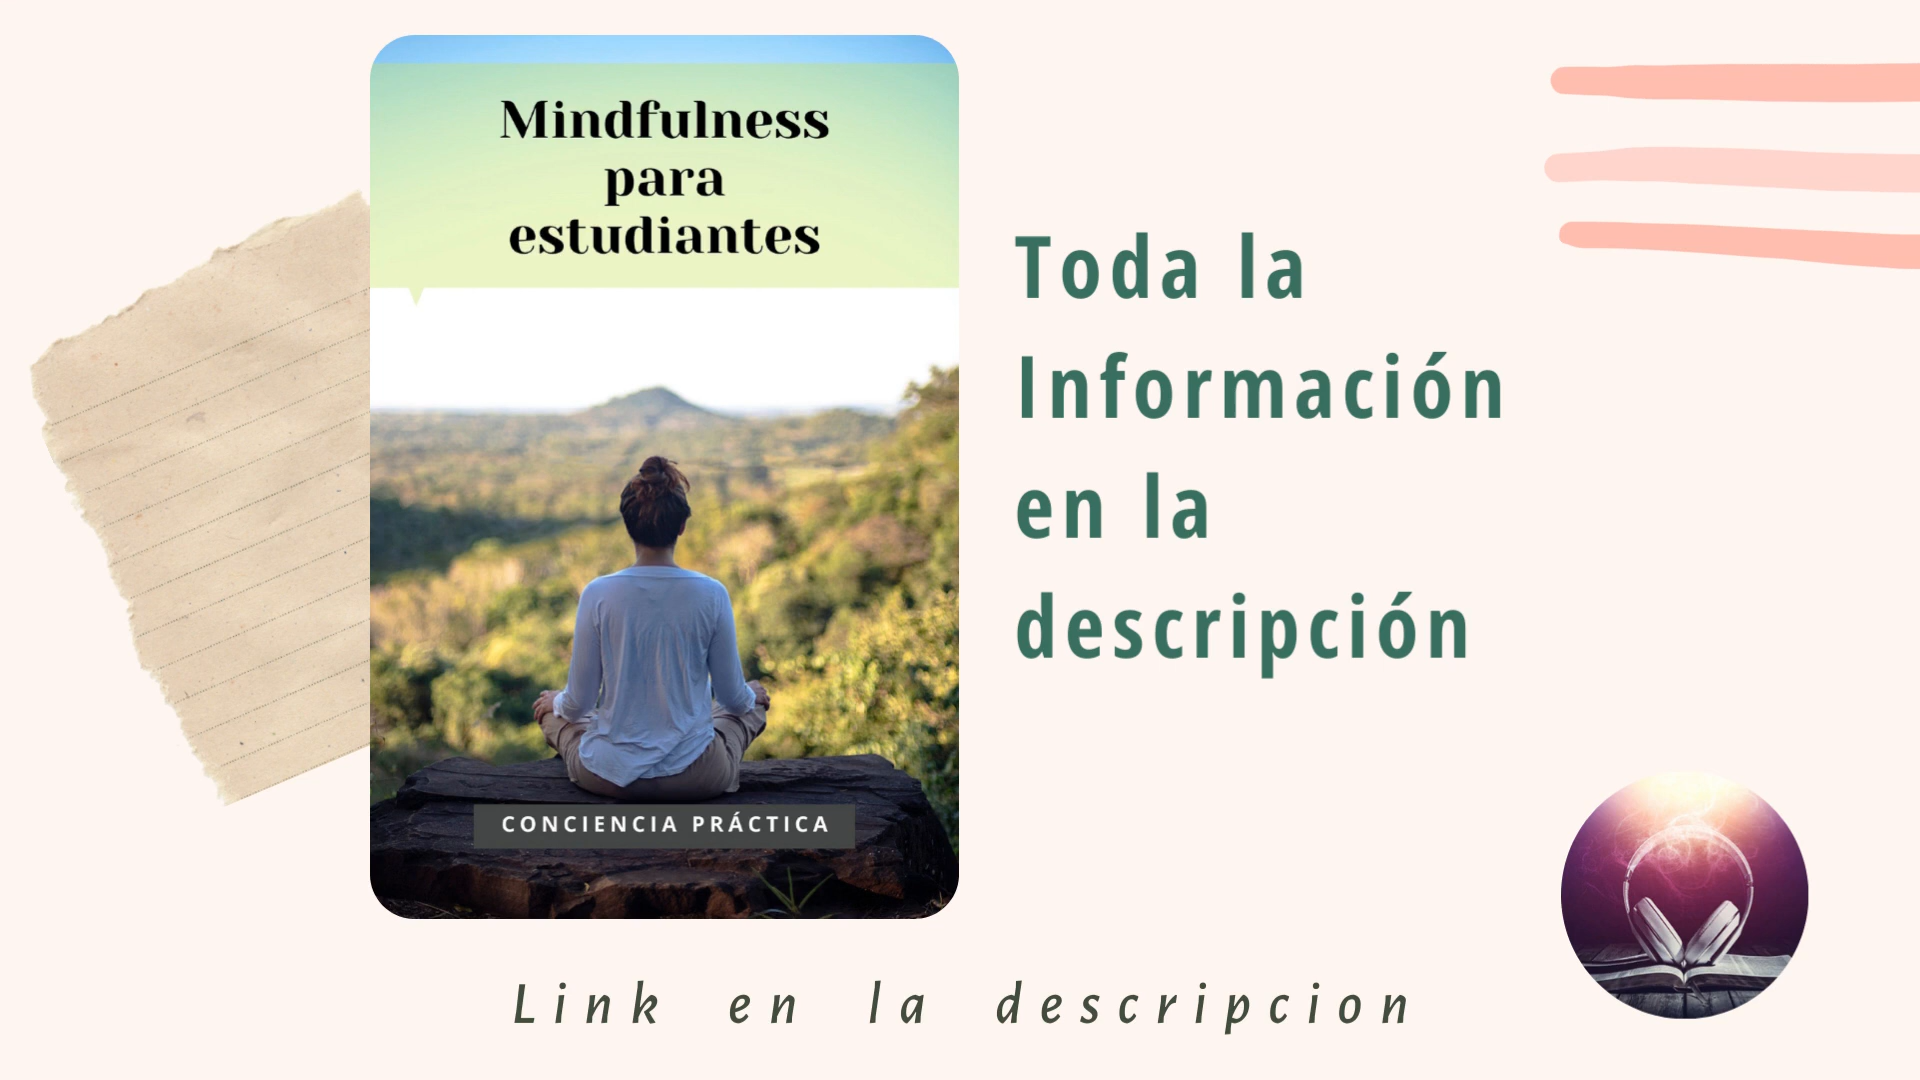 Mindfulness
para
estudiantes
CONCIENCIA PRÁCTICA
Toda la
Información
en la
descripción
Link en la descripcion